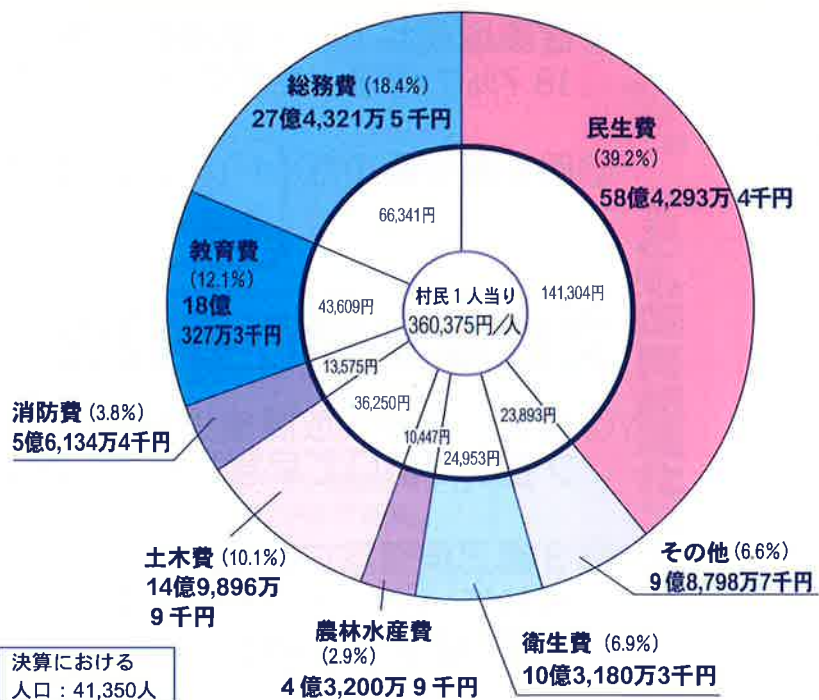 総務費 (18.4%)
27億4,321万5千円
民生費
(39.2%)
58億4,293万4千円
教育費
(12.1%)
18億
327万3千円
消防費 (3.8%)
5億6,134万4千円
土木費 (10.1%)
14億9,896万
9千円
農林水産費
(2.9%)
4億3,200万9千円
衛生費 (6.9%)
10億3,180万3千円
その他 (6.6%)
9億8,798万7千円
66,341円
141,304円
43,609円
13,575円
36,250円
10,447円
24,953円
23,893円
村民1人当り
360,375円/人
決算における
人口：41,350人